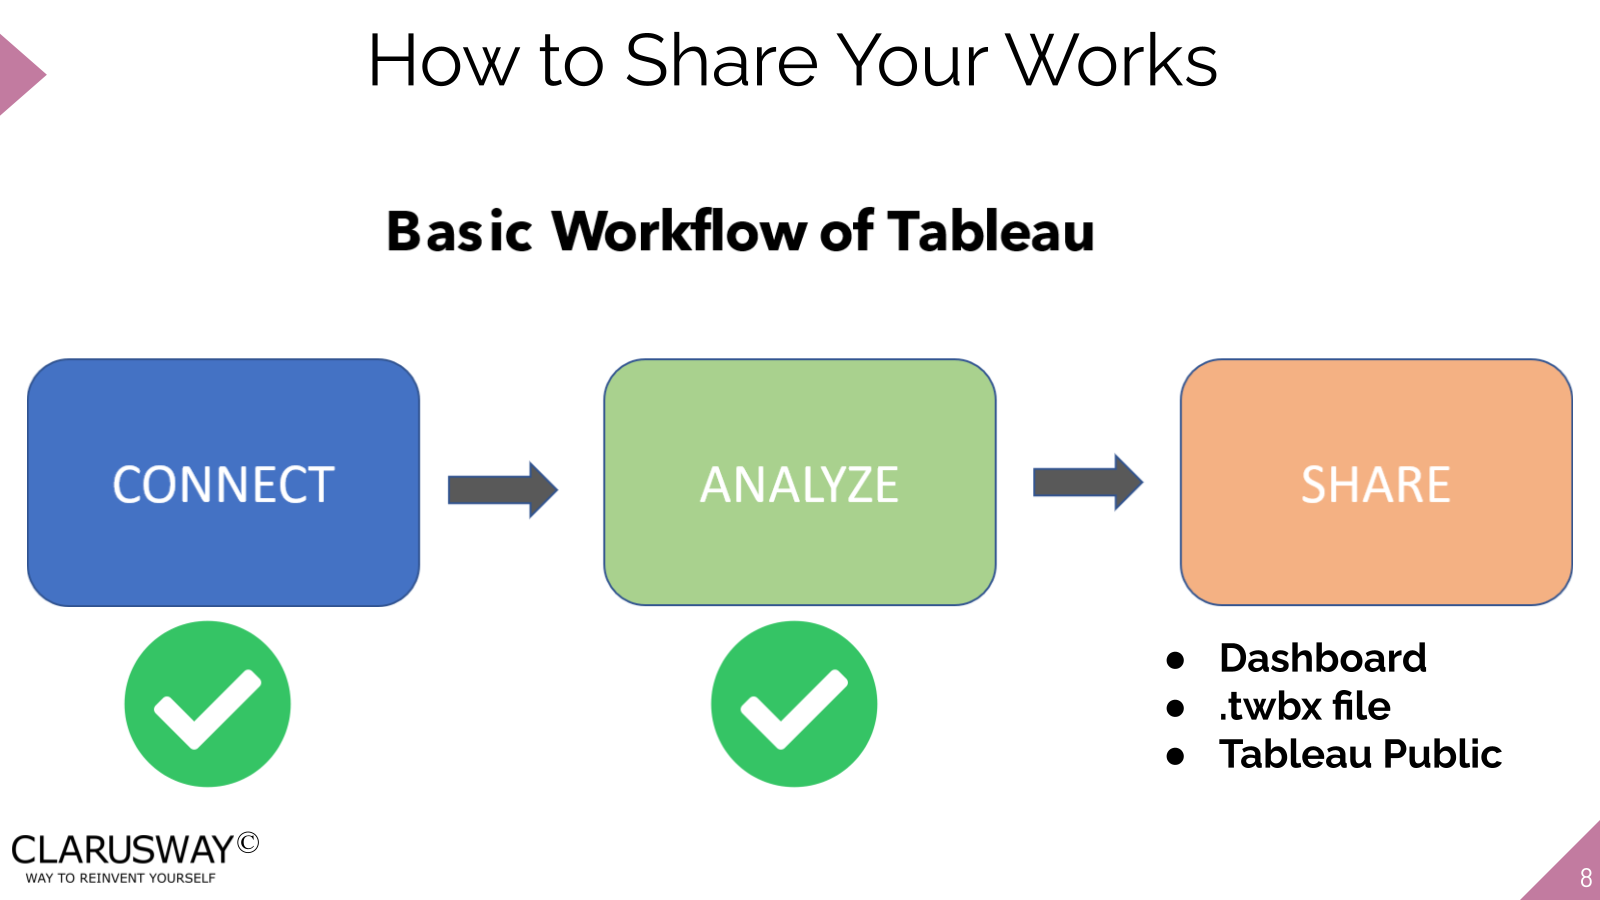 How to Share Your Works
Basic Workflow of Tableau
CONNECT
ANALYZE
SHARE
● Dashboard
● .twbx file
● Tableau Public
CLARUSWAY©
WAY TO REINVENT YOURSELF
8